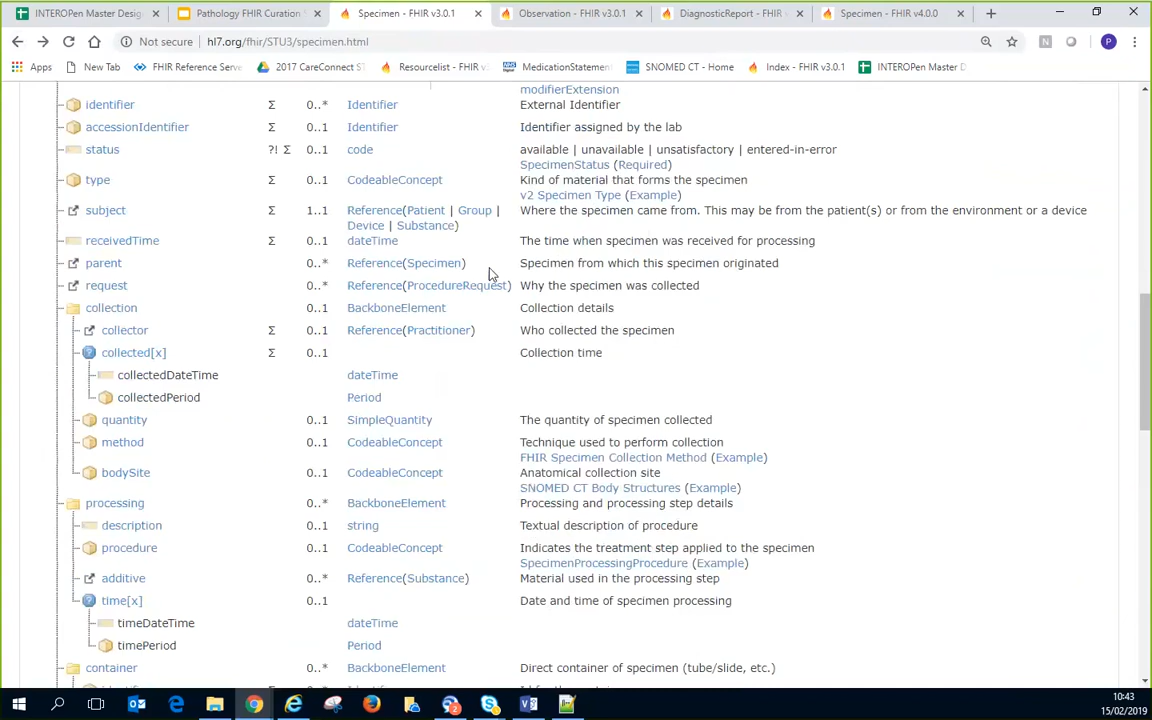 INTEROPen Master Design
Pathology FHIR Curation
Specimen - FHIR v3.0.1
Observation - FHIR v3.0.1
DiagnosticReport - FHIR v
Specimen - FHIR v4.0.0
Not secure | hl7.org/fhir/STU3/specimen.html
Apps New Tab FHIR Reference Serve 2017 CareConnect ST Resourcelist - FHIR v MedicationStatement SNOMED CT - Home Index - FHIR v3.0.1 INTEROPen Master D
modifierExtension
identifier Σ 0..* Identifier External Identifier
accessionIdentifier Σ 0..1 Identifier Identifier assigned by the lab
status ?! Σ 0..1 code available | unavailable | unsatisfactory | entered-in-error
SpecimenStatus (Required)
type Σ 0..1 CodeableConcept Kind of material that forms the specimen
v2 Specimen Type (Example)
subject Σ 1..1 Reference(Patient | Group | Where the specimen came from. This may be from the patient(s) or from the environment or a device
Device | Substance)
receivedTime Σ 0..1 dateTime The time when specimen was received for processing
parent 0..* Reference(Specimen) Specimen from which this specimen originated
request 0..* Reference(ProcedureRequest) Why the specimen was collected
collection 0..1 BackboneElement Collection details
collector Σ 0..1 Reference(Practitioner) Who collected the specimen
collected[x] Σ 0..1 Collection time
collectedDateTime dateTime
collectedPeriod Period
quantity 0..1 SimpleQuantity The quantity of specimen collected
method 0..1 CodeableConcept Technique used to perform collection
FHIR Specimen Collection Method (Example)
bodySite 0..1 CodeableConcept Anatomical collection site
SNOMED CT Body Structures (Example)
processing 0..* BackboneElement Processing and processing step details
description 0..1 string Textual description of procedure
procedure 0..1 CodeableConcept Indicates the treatment step applied to the specimen
SpecimenProcessingProcedure (Example)
additive 0..* Reference(Substance) Material used in the processing step
time[x] 0..1 Date and time of specimen processing
timeDateTime dateTime
timePeriod Period
container 0..* BackboneElement Direct container of specimen (tube/slide, etc.)
10:43
15/02/2019